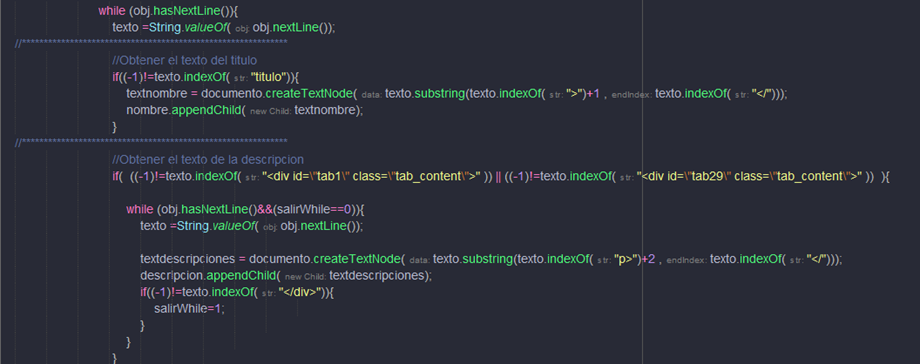 while (obj.hasNextLine()){
texto =String.valueOf( obj: obj.nextLine());
//************************************************************
//Obtener el texto del titulo
if((-1)!=texto.indexOf( str: "titulo")){
textnombre = documento.createTextNode( data: texto.substring(texto.indexOf( str: ">")+1 , endIndex: texto.indexOf( str: "</")));
nombre.appendChild( new Child: textnombre);
}
//************************************************************
//Obtener el texto de la descripcion
if(  ((-1)!=texto.indexOf( str: "<div id=\"tab1\" class=\"tab_content\">" )) || ((-1)!=texto.indexOf( str: "<div id=\"tab29\" class=\"tab_content\">" ))  ){
while (obj.hasNextLine()&&(salirWhile==0)){
texto =String.valueOf( obj: obj.nextLine());
textdescripciones = documento.createTextNode( data: texto.substring(texto.indexOf( str: "p>")+2 , endIndex: texto.indexOf( str: "</")));
descripcion.appendChild( new Child: textdescripciones);
if((-1)!=texto.indexOf( str: "</div>")){
salirWhile=1;
}
}
}